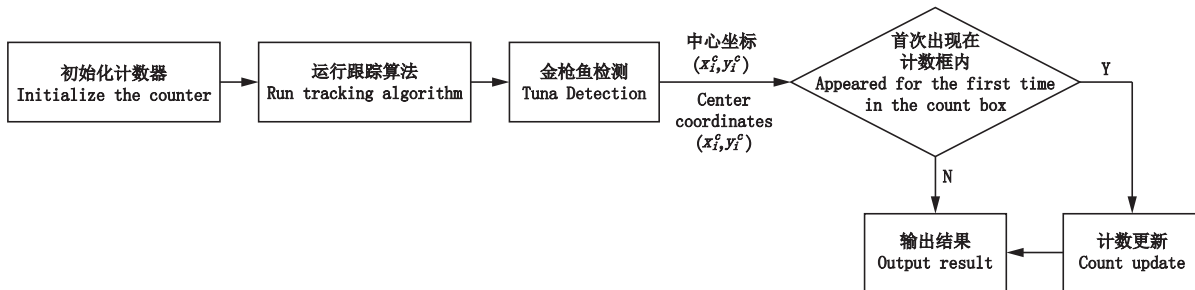 初始化计数器
Initialize the counter
运行跟踪算法
Run tracking algorithm
金枪鱼检测
Tuna Detection
中心坐标
(x_i^c,y_i^c)
Center
coordinates
(x_i^c,y_i^c)
首次出现在
计数框内
Appeared for the first time
in the count box
Y
N
输出结果
Output result
计数更新
Count update